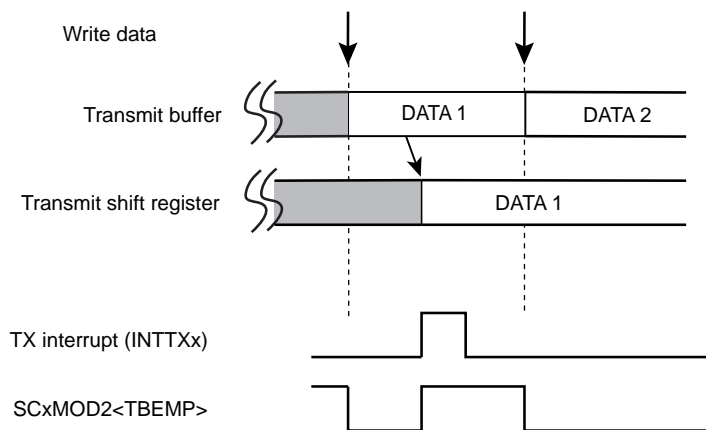 Write data
Transmit buffer
DATA 1
DATA 2
Transmit shift register
DATA 1
TX interrupt (INTTXx)
SCxMOD2<TBEMP>